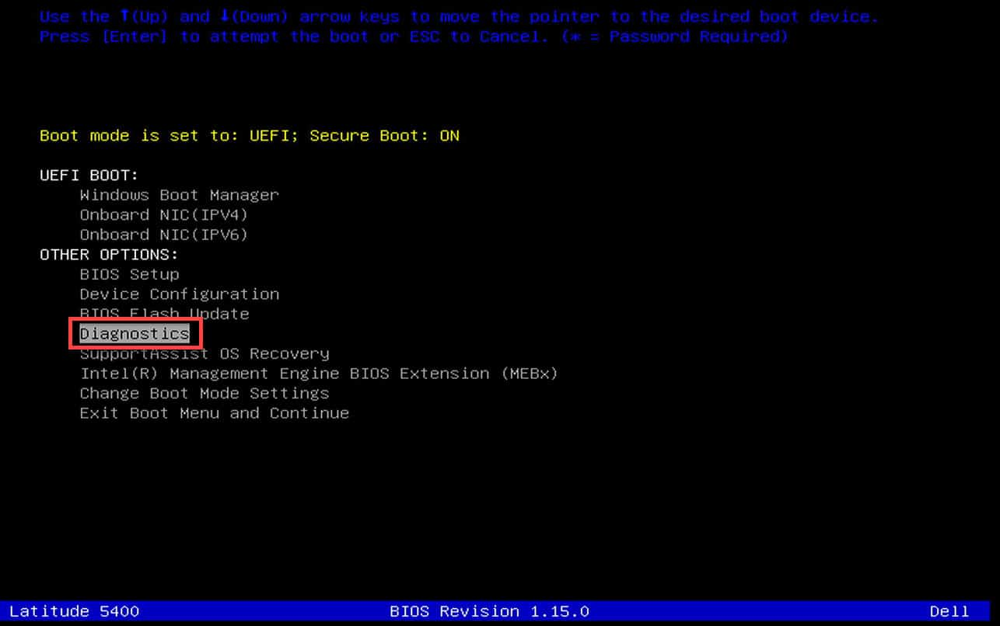 Use the ↑(Up) and ↓(Down) arrow keys to move the pointer to the desired boot device.
Press [Enter] to attempt the boot or ESC to Cancel. (* = Password Required)
Boot mode is set to: UEFI; Secure Boot: ON
UEFI BOOT:
Windows Boot Manager
Onboard NIC(IPV4)
Onboard NIC(IPV6)
OTHER OPTIONS:
BIOS Setup
Device Configuration
BIOS Flash Update
Diagnostics
SupportAssist OS Recovery
Intel(R) Management Engine BIOS Extension (MEBx)
Change Boot Mode Settings
Exit Boot Menu and Continue
Latitude 5400 BIOS Revision 1.15.0 Dell